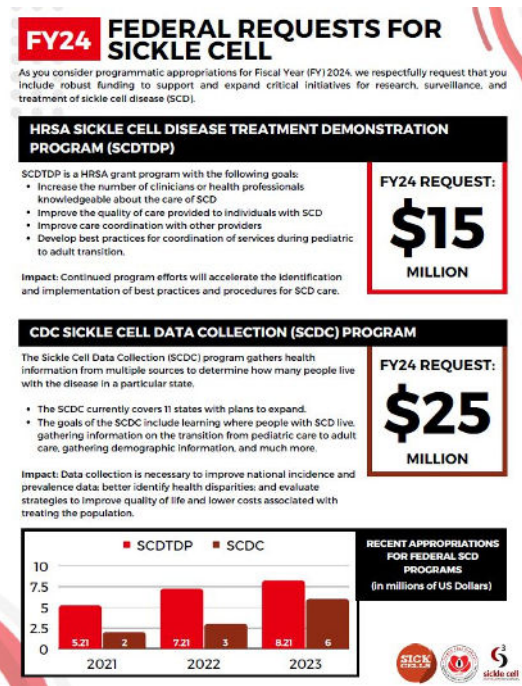 FY24
FEDERAL REQUESTS FOR
SICKLE CELL
As you consider programmatic appropriations for Fiscal Year (FY) 2024, we respectfully request that you
include robust funding to support and expand critical initiatives for research, surveillance, and
treatment of sickle cell disease (SCD).
HRSA SICKLE CELL DISEASE TREATMENT DEMONSTRATION
PROGRAM (SCDTDP)
SCDTDP is a HRSA grant program with the following goals:
• Increase the number of clinicians or health professionals
knowledgeable about the care of SCD
• Improve the quality of care provided to individuals with SCD
• Improve care coordination with other providers
• Develop best practices for coordination of services during pediatric
to adult transition.
Impact: Continued program efforts will accelerate the identification
and implementation of best practices and procedures for SCD care.
FY24 REQUEST:
$15
MILLION
CDC SICKLE CELL DATA COLLECTION (SCDC) PROGRAM
The Sickle Cell Data Collection (SCDC) program gathers health
information from multiple sources to determine how many people live
with the disease in a particular state.
• The SCDC currently covers 11 states with plans to expand.
• The goals of the SCDC include learning where people with SCD live,
gathering information on the transition from pediatric care to adult
care, gathering demographic information, and much more.
Impact: Data collection is necessary to improve national incidence and
prevalence data; better identify health disparities; and evaluate
strategies to improve quality of life and lower costs associated with
treating the population.
FY24 REQUEST:
$25
MILLION
SCDTDP SCDC
10
7.5
5
2.5
0
5.21 2 7.21 3 8.21 6
2021 2022 2023
RECENT APPROPRIATIONS
FOR FEDERAL SCD
PROGRAMS
(in millions of US Dollars)
SICK
CELLS
sickle cell